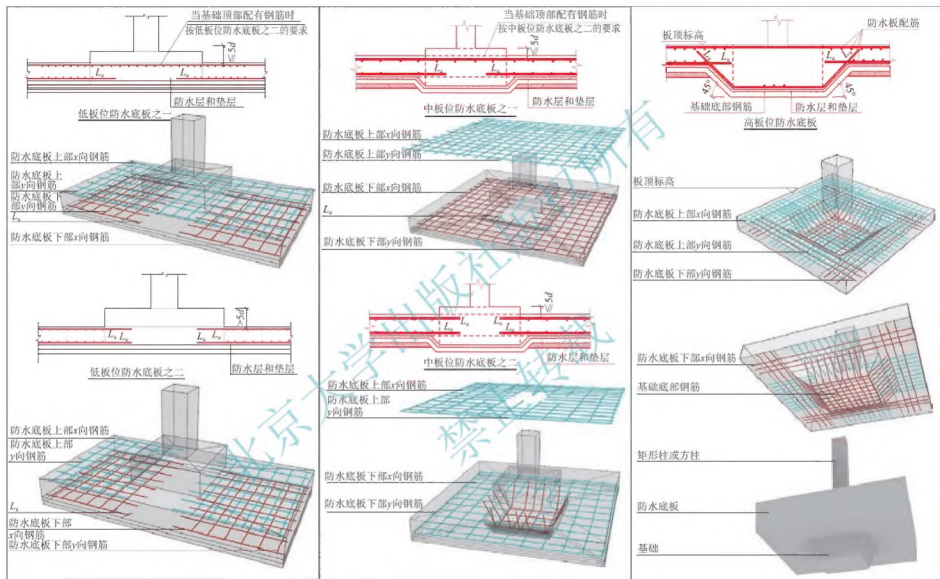 当基础顶部配有钢筋时
按低板位防水底板之二的要求
≤5d
La
La
防水层和垫层
低板位防水底板之一
防水底板上部x向钢筋
防水底板上
部y向钢筋
防水底板下
部y向钢筋
La
防水底板下部x向钢筋
>5d
La
La
La
La
防水层和垫层
低板位防水底板之二
防水底板上部x向钢筋
防水底板上部
y向钢筋
La
防水底板下部
x向钢筋
防水底板下部y向钢筋
当基础顶部配有钢筋时
按中板位防水底板之二的要求
≤5d
La
La
防水层和垫层
中板位防水底板之一
防水底板上部x向钢筋
防水底板上部y向钢筋
防水底板下部x向钢筋
La
防水底板下部y向钢筋
≤5d
La
La
La
La
防水层和垫层
中板位防水底板之二
防水底板上部x向钢筋
防水底板上部
y向钢筋
防水底板下部x向钢筋
防水底板下部y向钢筋
防水板配筋
板顶标高
La
La
45°
45°
基础底部钢筋
防水层和垫层
高板位防水底板
板顶标高
防水底板上部x向钢筋
防水底板上部y向钢筋
防水底板下部y向钢筋
防水底板下部x向钢筋
基础底部钢筋
矩形柱或方柱
防水底板
基础
北京大学出版社版权所有
禁止转载